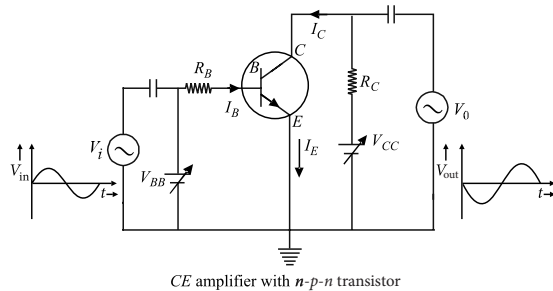 I_C
C
R_B
B
R_C
I_B
E
V_0
V_i
V_in
t
V_BB
I_E
V_CC
V_out
t
CE amplifier with n-p-n transistor